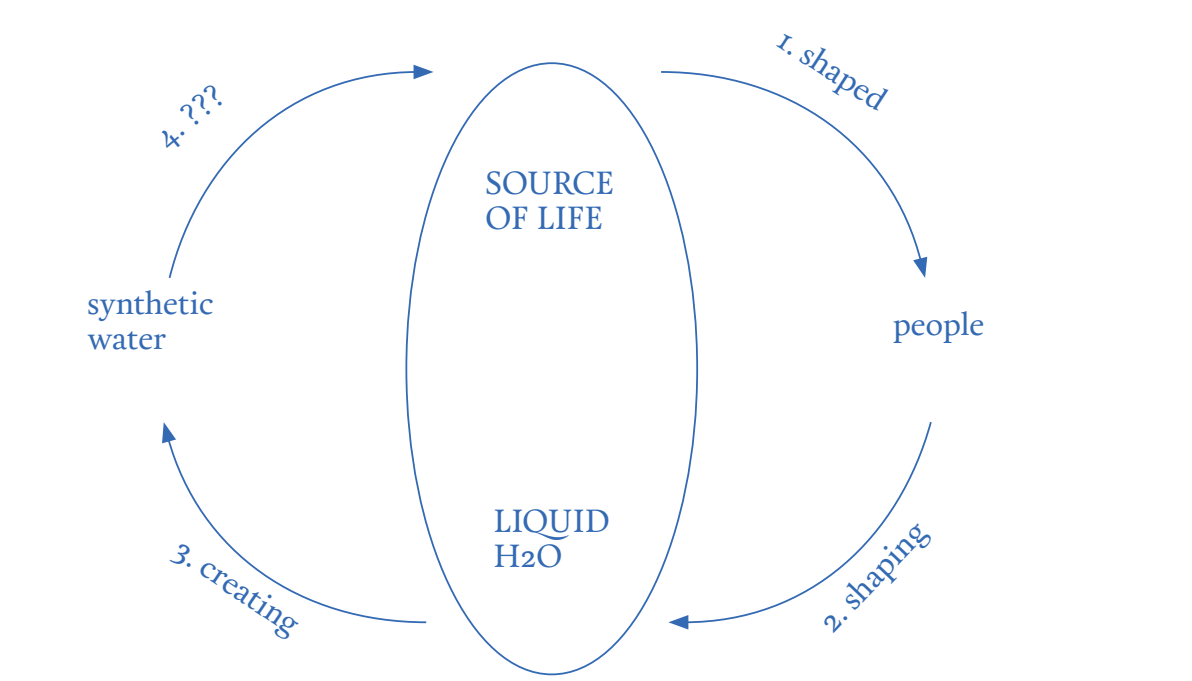 4. ???
1. shaped
SOURCE
OF LIFE
synthetic
water
people
LIQUID
H2O
3. creating
2. shaping